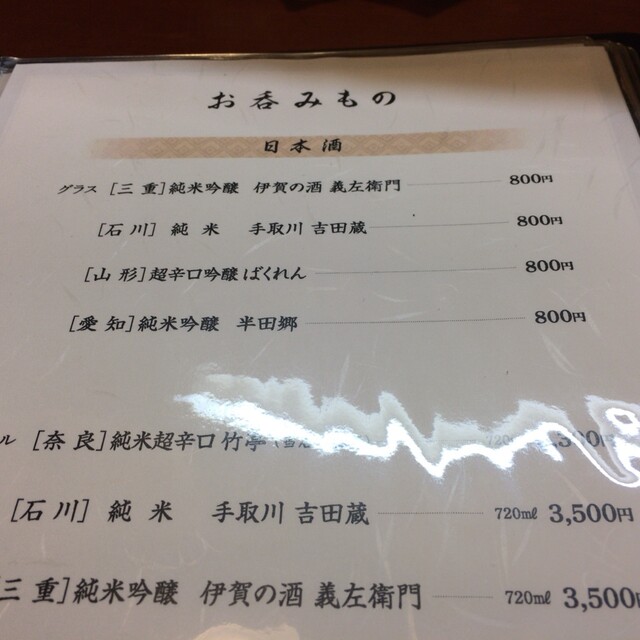 お呑みもの
日本酒
グラス [三 重]純米吟醸 伊賀の酒 義左衛門 800円
[石 川] 純 米 手取川 吉田蔵 800円
[山 形]超辛口吟醸 ばくれん 800円
[愛 知]純米吟醸 半田郷 800円
ル [奈 良]純米超辛口 竹亭
[石 川] 純 米 手取川 吉田蔵 720㎖ 3,500円
三 重]純米吟醸 伊賀の酒 義左衛門 720㎖ 3,500